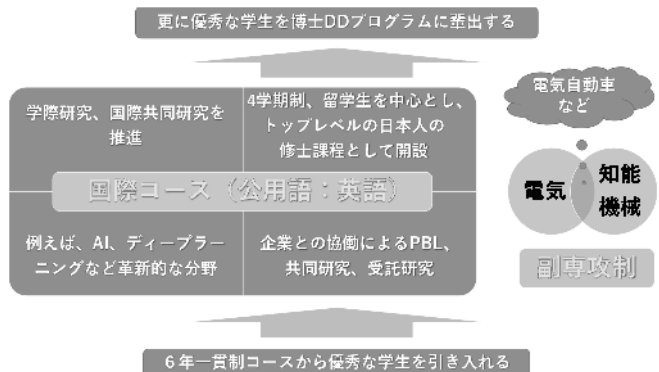 更に優秀な学生を博士DDプログラムに輩出する
学際研究、国際共同研究を
推進
4学期制、留学生を中心とし、
トップレベルの日本人の
修士課程として開設
国際コース（公用語：英語）
例えば、AI、ディープラー
ニングなど革新的な分野
企業との協働によるPBL、
共同研究、受託研究
６年一貫制コースから優秀な学生を引き入れる
電気自動車
など
電気
知能
機械
副専攻制